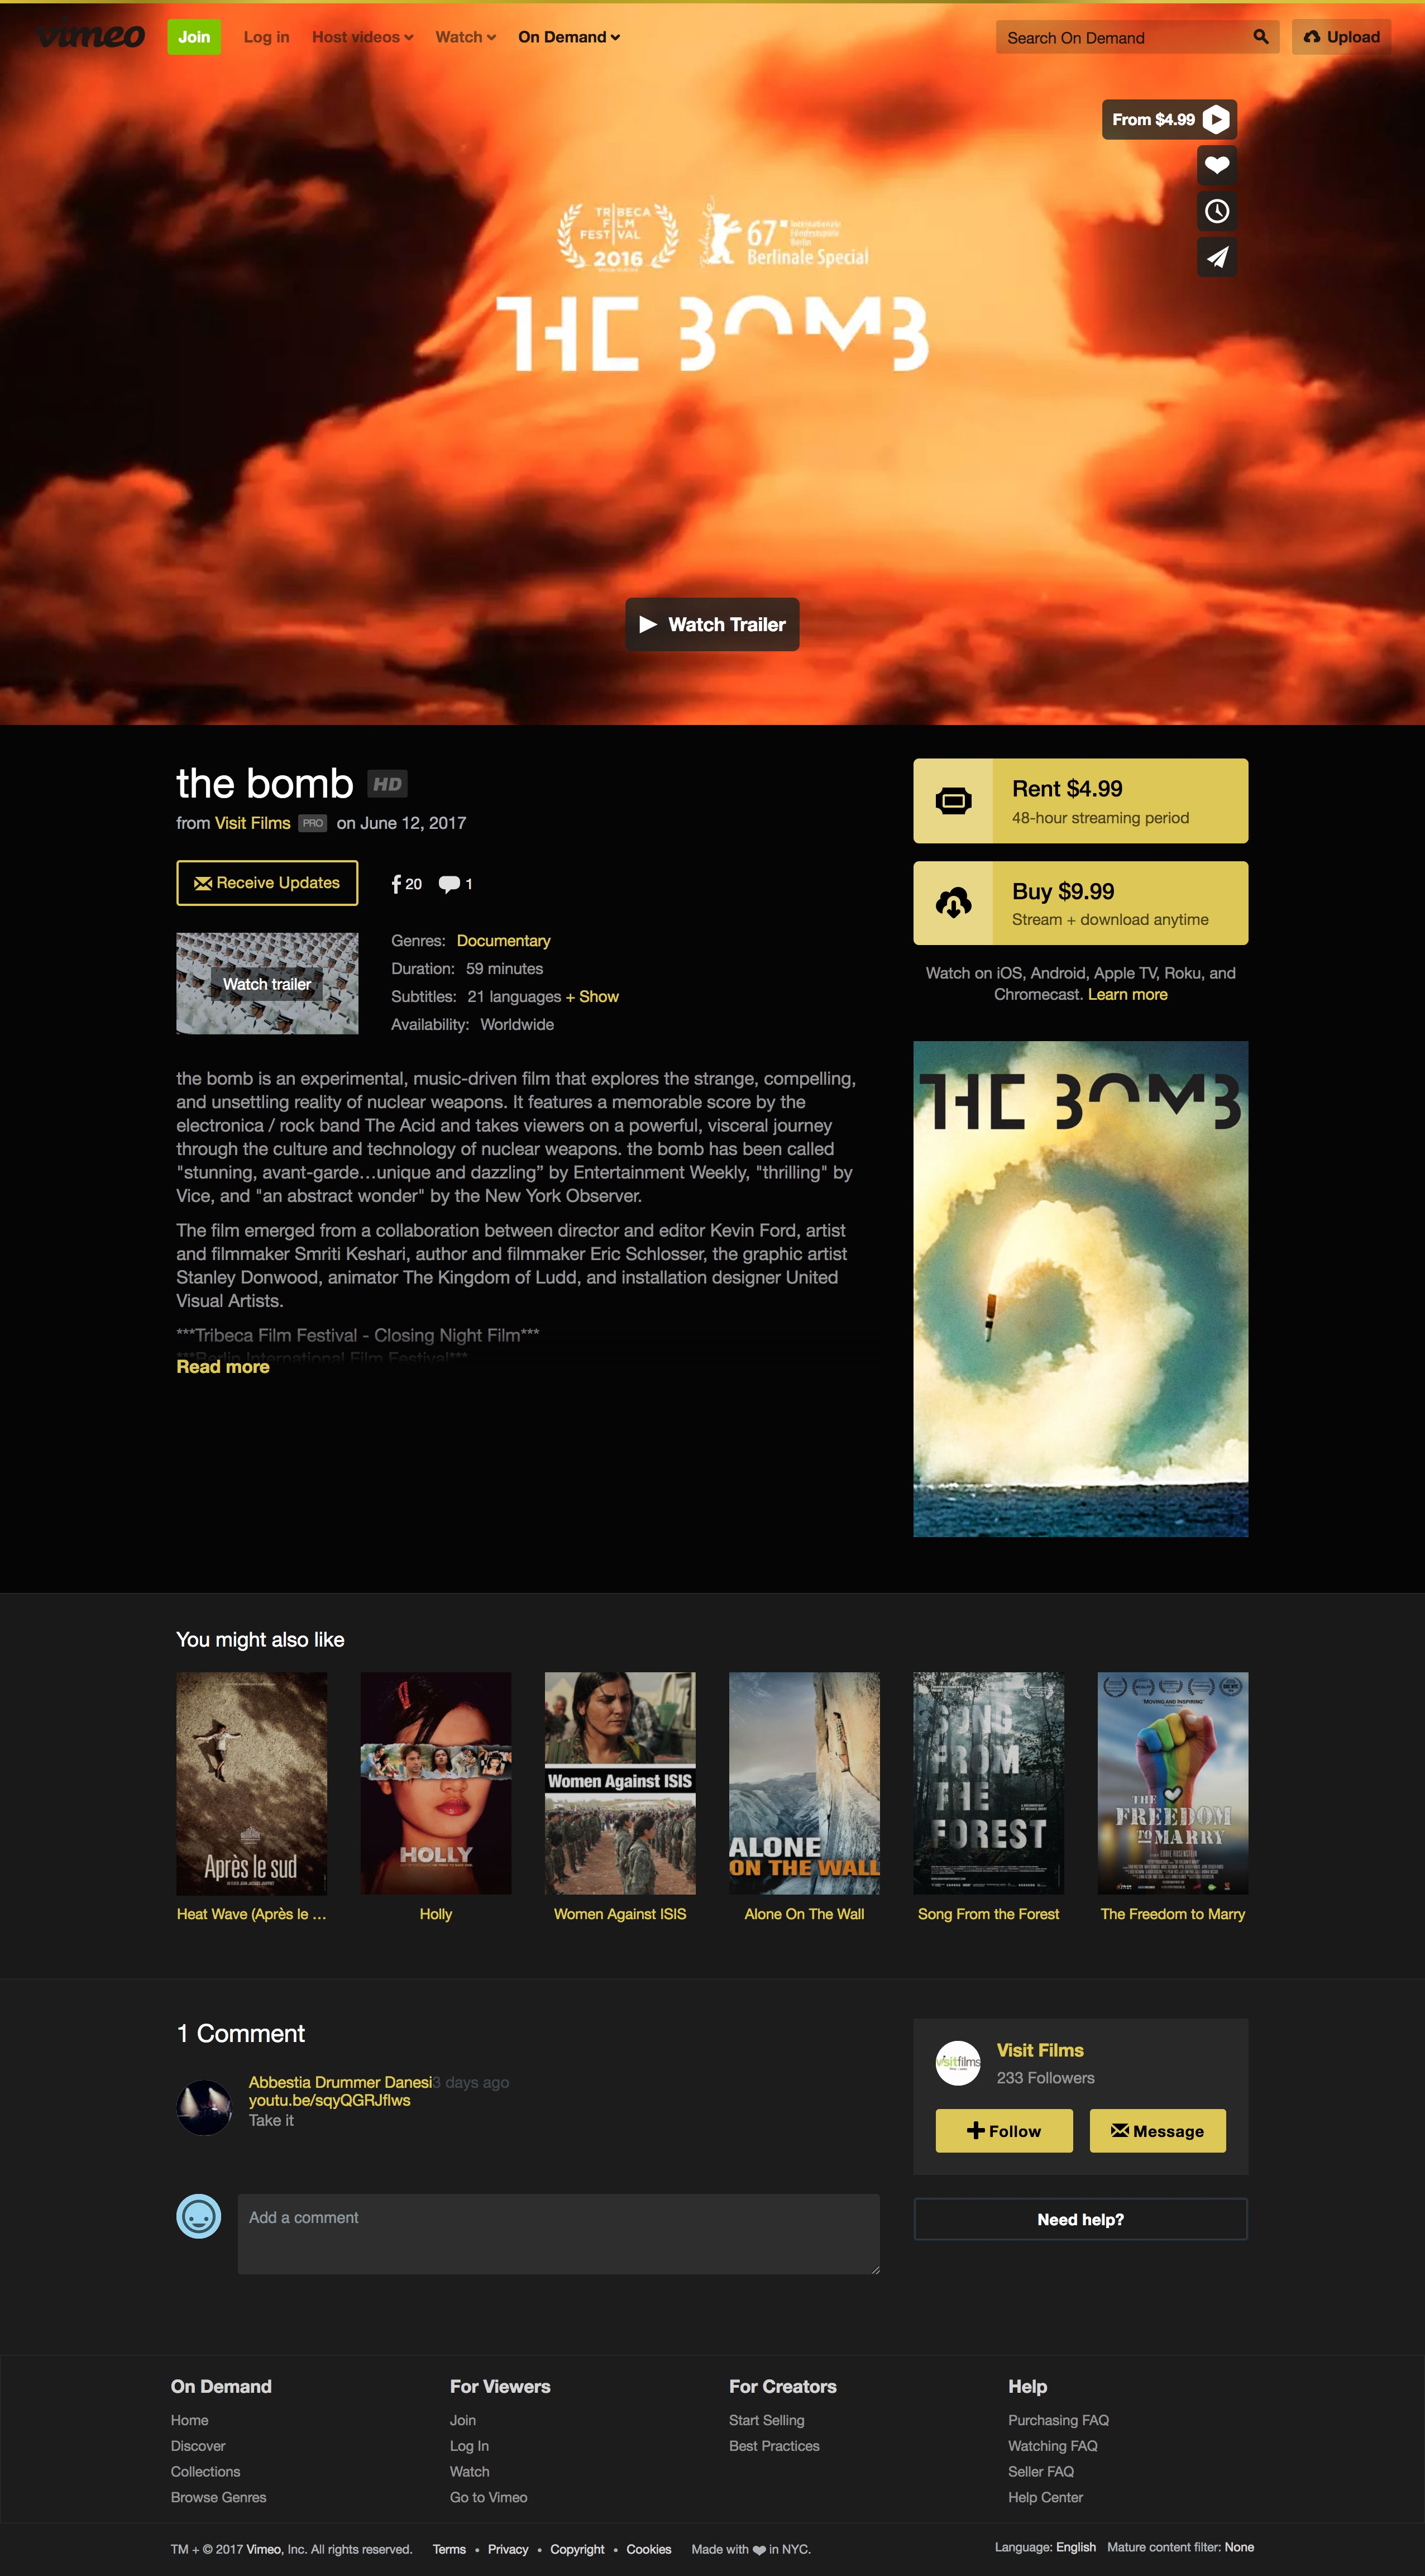 vimeo
Join
Log in
Host videos
Watch
On Demand
Search On Demand
Upload
From $4.99
TRIBECA
FILM
FESTIVAL
2016
67
Internationale
Filmfestspiele
Berlin
Berlinale Special
THE BOMB
Watch Trailer
the bomb HD
from Visit Films PRO on June 12, 2017
Receive Updates
20
1
Watch trailer
Genres: Documentary
Duration: 59 minutes
Subtitles: 21 languages + Show
Availability: Worldwide
the bomb is an experimental, music-driven film that explores the strange, compelling,
and unsettling reality of nuclear weapons. It features a memorable score by the
electronica / rock band The Acid and takes viewers on a powerful, visceral journey
through the culture and technology of nuclear weapons. the bomb has been called
"stunning, avant-garde…unique and dazzling” by Entertainment Weekly, "thrilling" by
Vice, and "an abstract wonder" by the New York Observer.
The film emerged from a collaboration between director and editor Kevin Ford, artist
and filmmaker Smriti Keshari, author and filmmaker Eric Schlosser, the graphic artist
Stanley Donwood, animator The Kingdom of Ludd, and installation designer United
Visual Artists.
***Tribeca Film Festival - Closing Night Film***
***Berlin International Film Festival***
Read more
Rent $4.99
48-hour streaming period
Buy $9.99
Stream + download anytime
Watch on iOS, Android, Apple TV, Roku, and
Chromecast. Learn more
THE BOMB
You might also like
Après le sud
HOLLY
Women Against ISIS
ALONE
ON THE WALL
SONG
FROM
THE
FOREST
"MOVING AND INSPIRING"
THE
FREEDOM
TO MARRY
Heat Wave (Après le ...
Holly
Women Against ISIS
Alone On The Wall
Song From the Forest
The Freedom to Marry
1 Comment
Abbestia Drummer Danesi3 days ago
youtu.be/sqyQGRJflws
Take it
Add a comment
visitfilms
Visit Films
233 Followers
Follow
Message
Need help?
On Demand
Home
Discover
Collections
Browse Genres
For Viewers
Join
Log In
Watch
Go to Vimeo
For Creators
Start Selling
Best Practices
Help
Purchasing FAQ
Watching FAQ
Seller FAQ
Help Center
TM + © 2017 Vimeo, Inc. All rights reserved. Terms • Privacy • Copyright • Cookies Made with ❤ in NYC.
Language: English Mature content filter: None